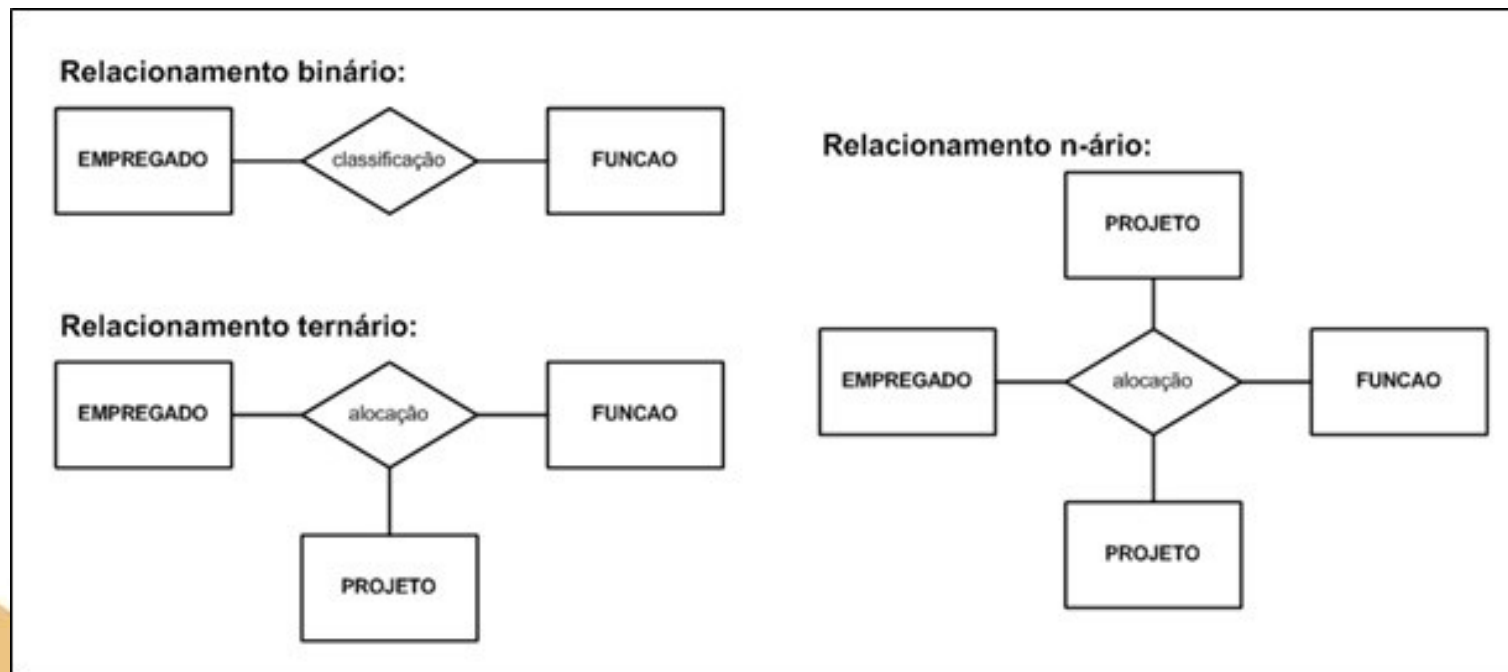 Relacionamento binário:
EMPREGADO
classificação
FUNCAO
Relacionamento ternário:
EMPREGADO
alocação
FUNCAO
PROJETO
Relacionamento n-ário:
PROJETO
EMPREGADO
alocação
FUNCAO
PROJETO